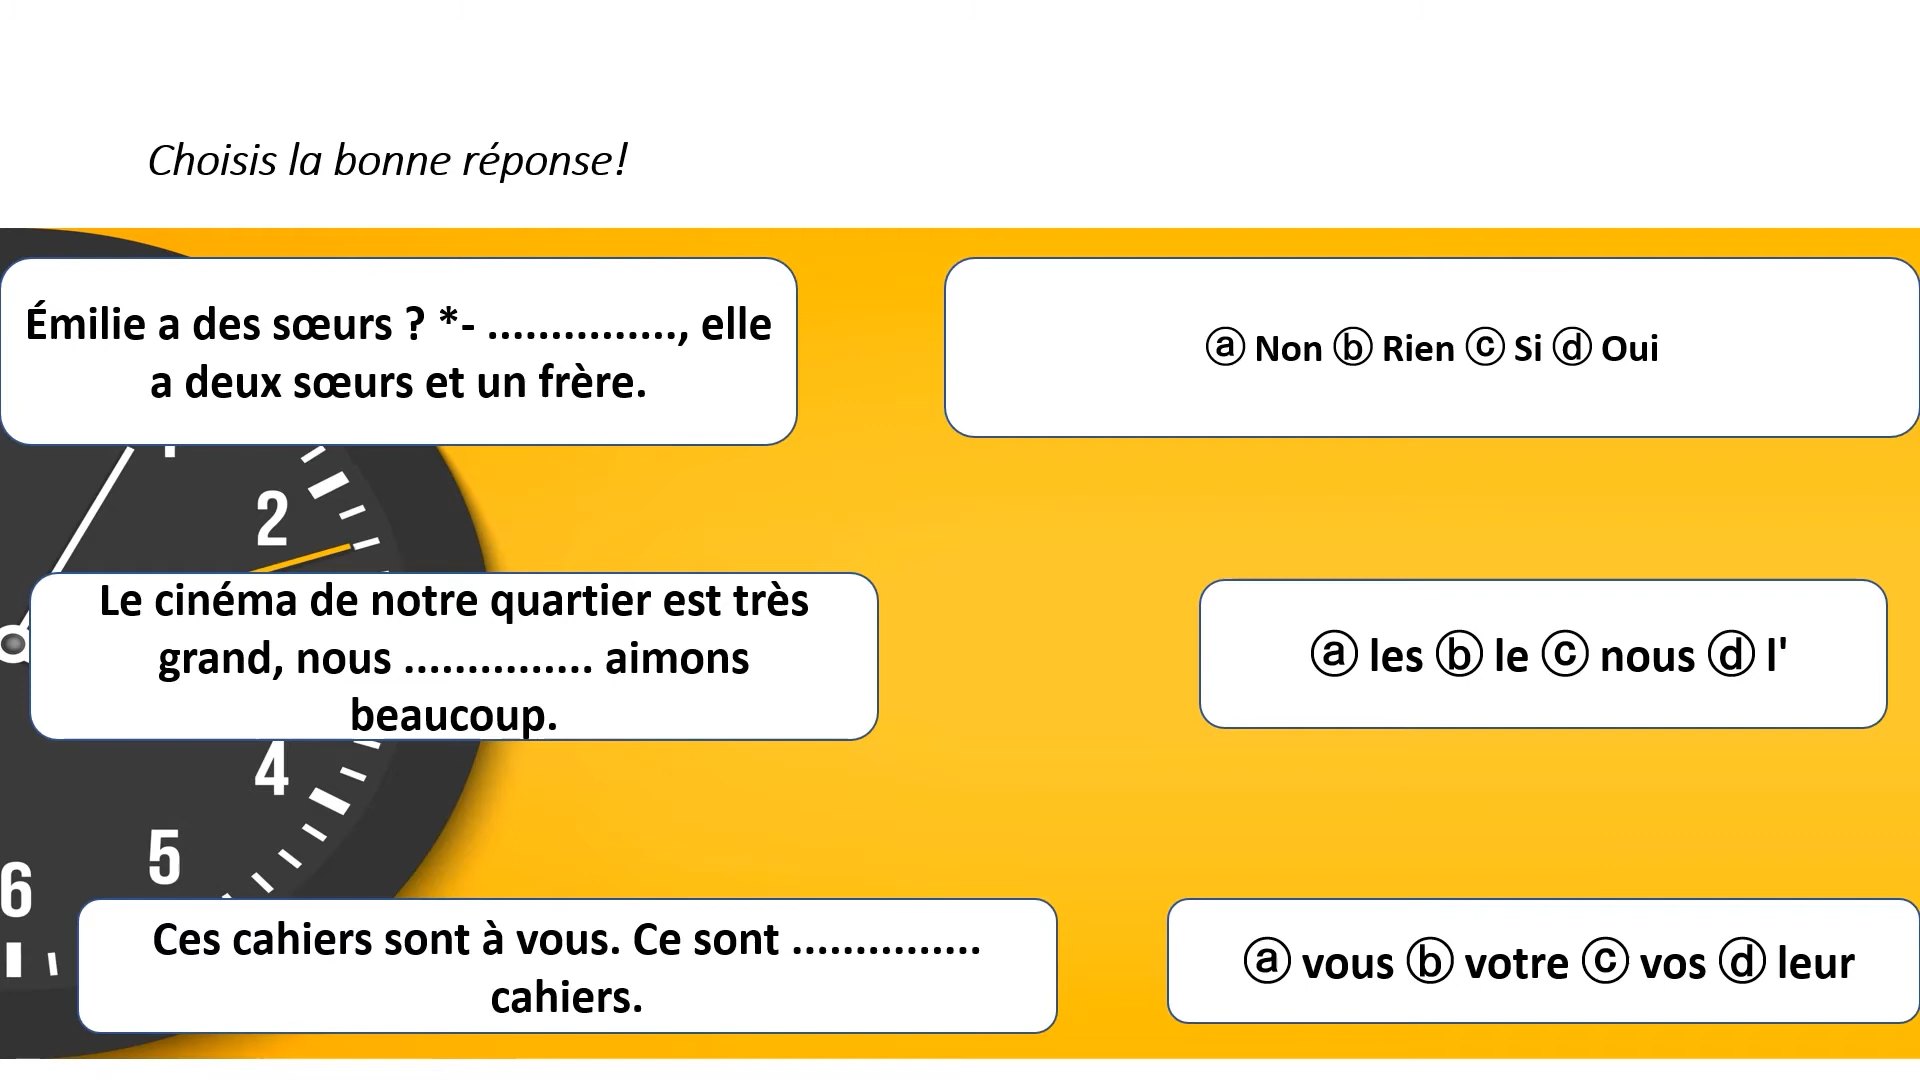 Choisis la bonne réponse!
Émilie a des sœurs ? *- ..............., elle
a deux sœurs et un frère.
ⓐ Non ⓑ Rien ⓒ Si ⓓ Oui
2
Le cinéma de notre quartier est très
grand, nous ............... aimons
beaucoup.
ⓐ les ⓑ le ⓒ nous ⓓ l'
4
5
6
Ces cahiers sont à vous. Ce sont ...............
cahiers.
ⓐ vous ⓑ votre ⓒ vos ⓓ leur